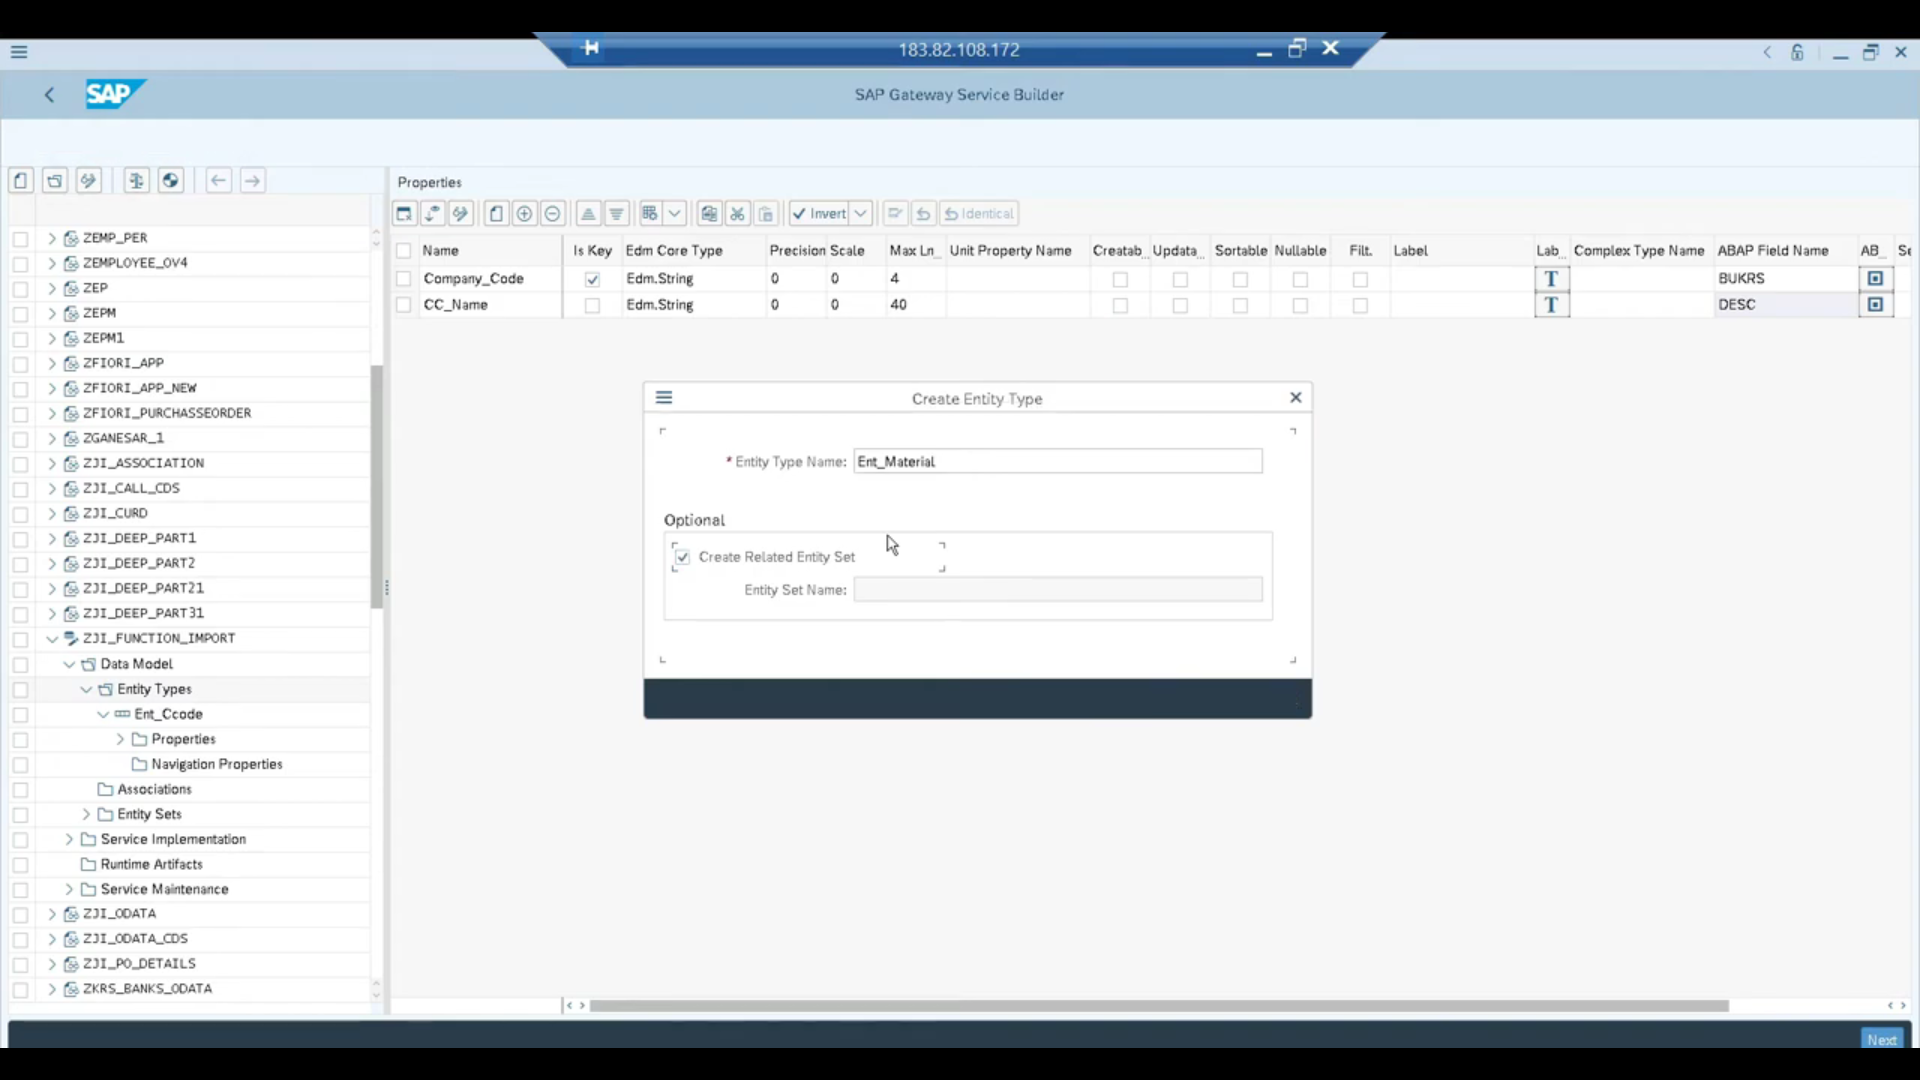 183.82.108.172
SAP
SAP Gateway Service Builder
Properties
Invert
Identical
Name Is Key Edm Core Type Precision Scale Max Ln... Unit Property Name Creatab... Updata... Sortable Nullable Filt. Label Lab... Complex Type Name ABAP Field Name AB... Se
Company_Code Edm.String 0 0 4 T BUKRS
CC_Name Edm.String 0 0 40 T DESC
ZEMP_PER
ZEMPLOYEE_OV4
ZEP
ZEPM
ZEPM1
ZFIORI_APP
ZFIORI_APP_NEW
ZFIORI_PURCHASSEORDER
ZGANESAR_1
ZJI_ASSOCIATION
ZJI_CALL_CDS
ZJI_CURD
ZJI_DEEP_PART1
ZJI_DEEP_PART2
ZJI_DEEP_PART21
ZJI_DEEP_PART31
ZJI_FUNCTION_IMPORT
Data Model
Entity Types
Ent_Ccode
Properties
Navigation Properties
Associations
Entity Sets
Service Implementation
Runtime Artifacts
Service Maintenance
ZJI_ODATA
ZJI_ODATA_CDS
ZJI_PO_DETAILS
ZKRS_BANKS_ODATA
Create Entity Type
* Entity Type Name: Ent_Material
Optional
Create Related Entity Set
Entity Set Name:
Next